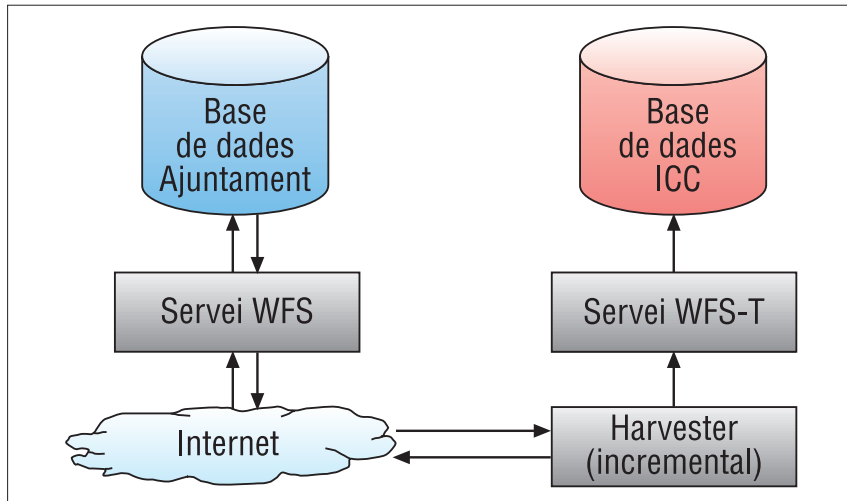 Base
de dades
Ajuntament
Base
de dades
ICC
Servei WFS
Servei WFS-T
Internet
Harvester
(incremental)